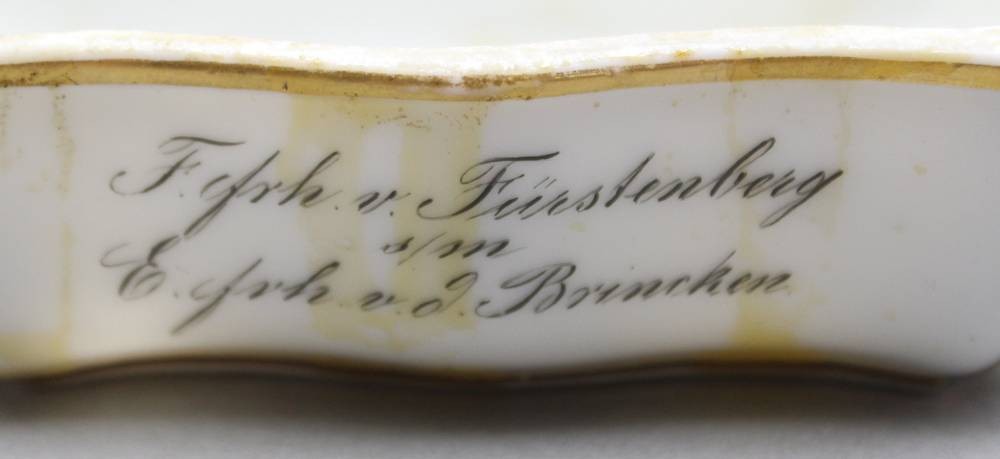 F. Frh. v. Fürstenberg
s/m
E. Frh. v. d. Brincken